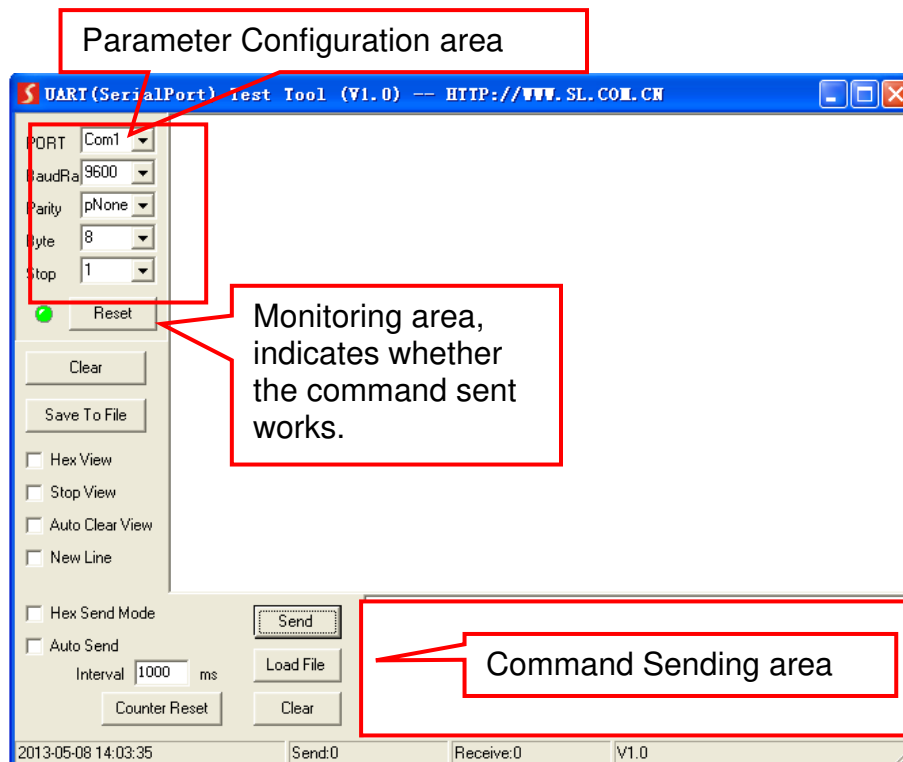 Parameter Configuration area
UART(SerialPort) Test Tool (V1.0) -- HTTP://WWW.SL.COM.CN
PORT Com1
BaudRa 9600
Parity pNone
Byte 8
Stop 1
Reset
Monitoring area,
indicates whether
the command sent
works.
Clear
Save To File
Hex View
Stop View
Auto Clear View
New Line
Hex Send Mode
Send
Auto Send
Interval 1000 ms
Load File
Counter Reset
Clear
Command Sending area
2013-05-08 14:03:35 Send:0 Receive:0 V1.0